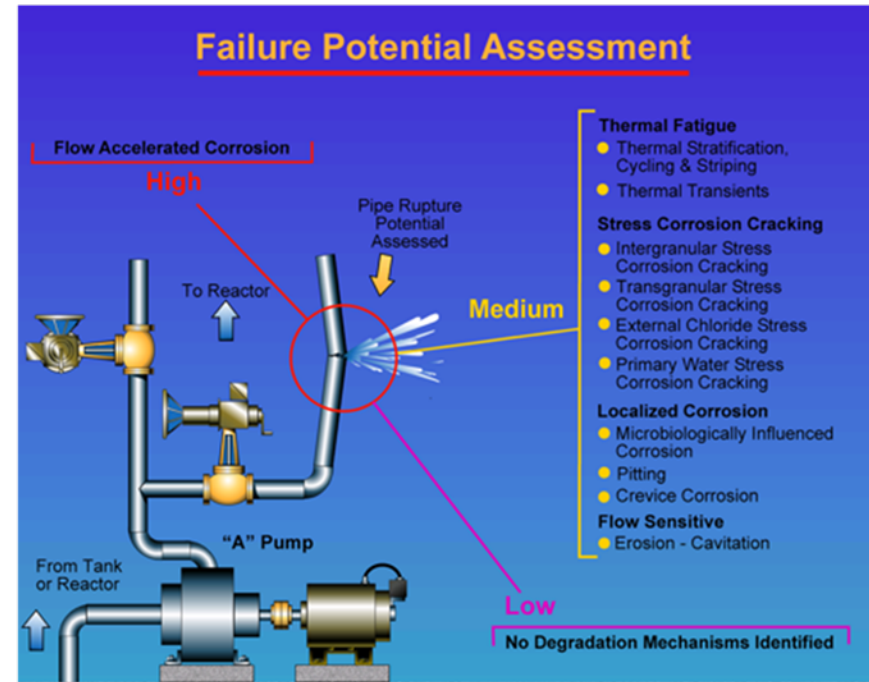 Failure Potential Assessment
Flow Accelerated Corrosion
High
Pipe Rupture
Potential
Assessed
To Reactor
Medium
Thermal Fatigue
Thermal Stratification,
Cycling & Striping
Thermal Transients
Stress Corrosion Cracking
Intergranular Stress
Corrosion Cracking
Transgranular Stress
Corrosion Cracking
External Chloride Stress
Corrosion Cracking
Primary Water Stress
Corrosion Cracking
Localized Corrosion
Microbiologically Influenced
Corrosion
Pitting
Crevice Corrosion
Flow Sensitive
Erosion - Cavitation
“A” Pump
From Tank
or Reactor
Low
No Degradation Mechanisms Identified